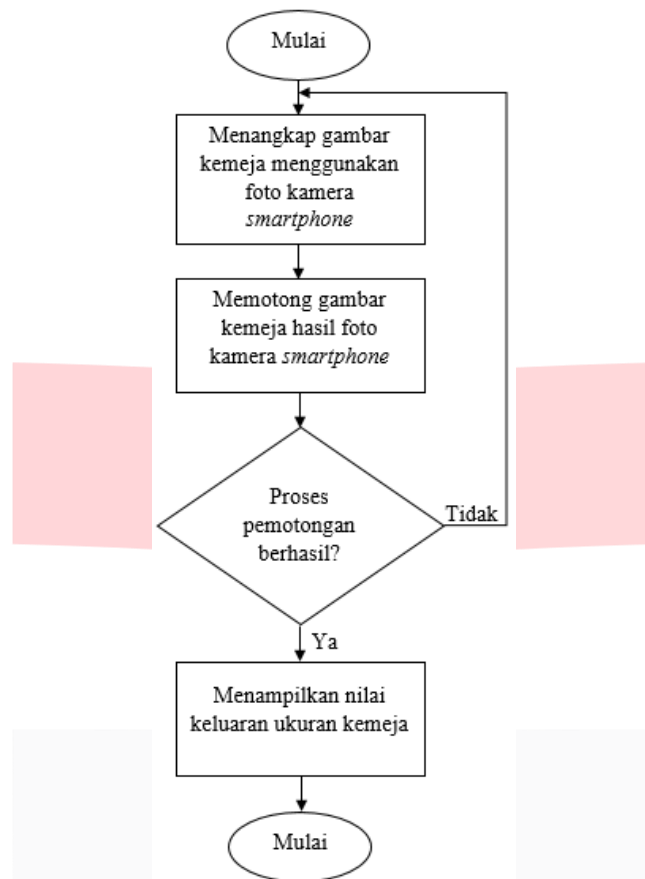 Mulai
Menangkap gambar
kemeja menggunakan
foto kamera
smartphone
Memotong gambar
kemeja hasil foto
kamera smartphone
Proses
pemotongan
berhasil?
Tidak
Ya
Menampilkan nilai
keluaran ukuran kemeja
Mulai